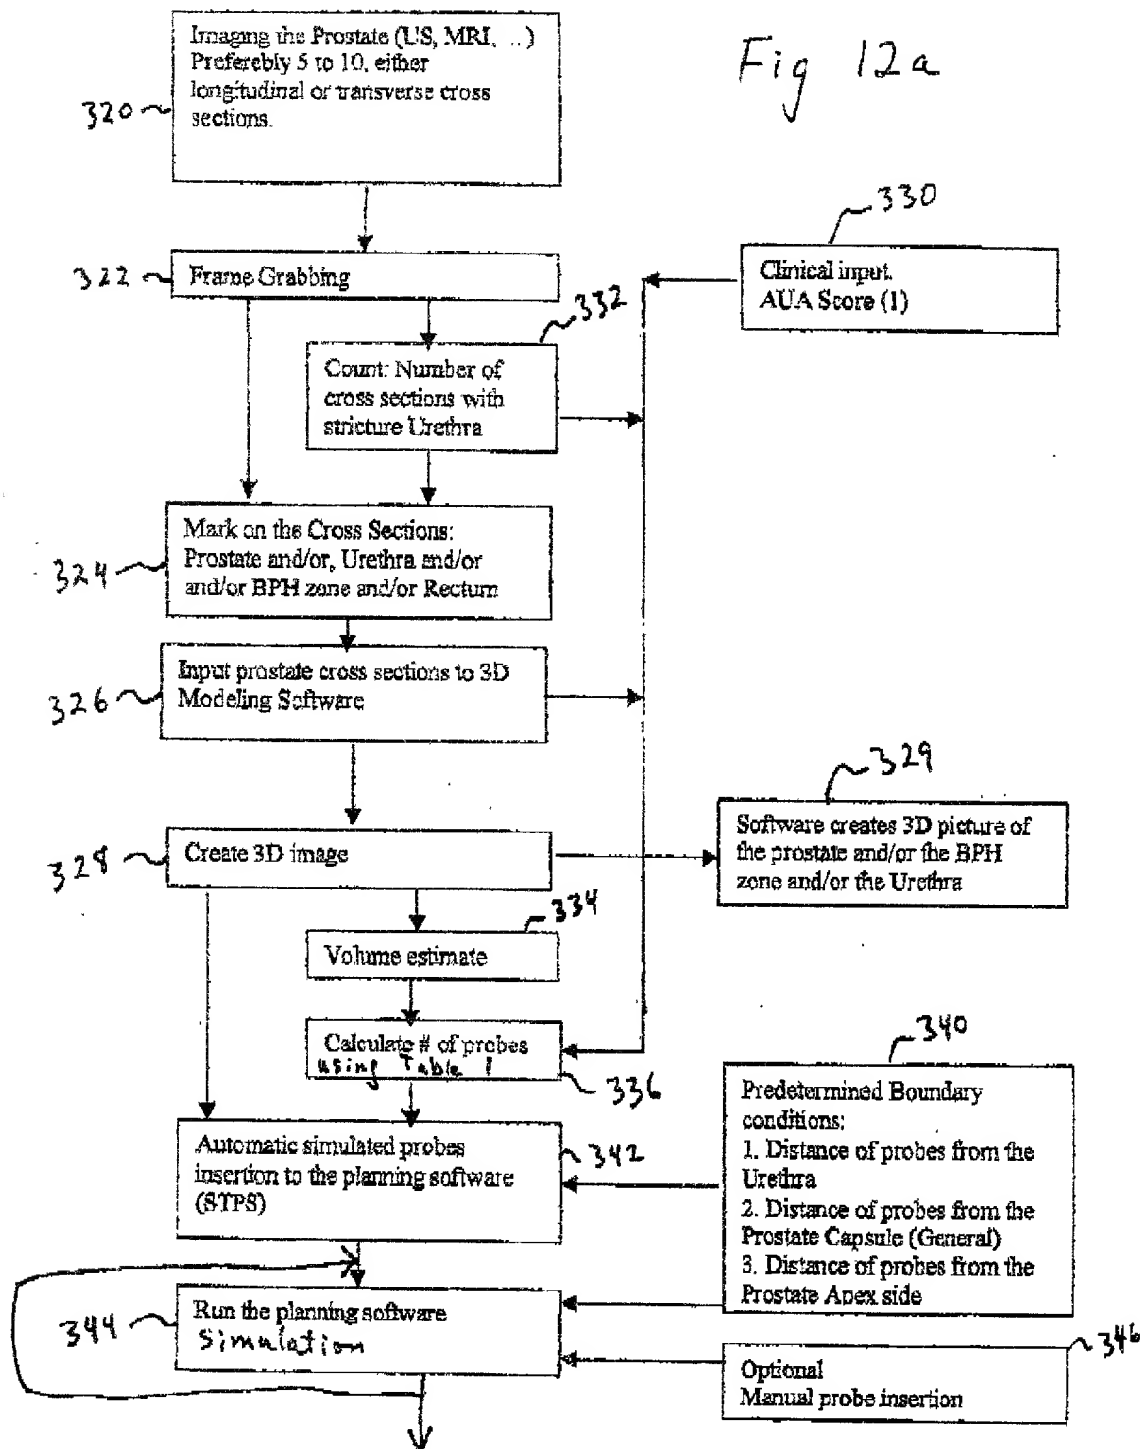 Fig 12a
Imaging the Prostate (US, MRI, ...)
Preferebly 5 to 10, either
longitudinal or transverse cross
sections.
320
330
322
Frame Grabbing
Clinical input.
AUA Score (1)
332
Count: Number of
cross sections with
stricture Urethra
324
Mark on the Cross Sections:
Prostate and/or, Urethra and/or
and/or BPH zone and/or Rectum
326
Input prostate cross sections to 3D
Modeling Software
329
328
Create 3D image
Software creates 3D picture of
the prostate and/or the BPH
zone and/or the Urethra
334
Volume estimate
Calculate # of probes
using Table 1
336
340
Predetermined Boundary
conditions:
1. Distance of probes from the
Urethra
2. Distance of probes from the
Prostate Capsule (General)
3. Distance of probes from the
Prostate Apex side
Automatic simulated probes
insertion to the planning software
(STPS)
342
344
Run the planning software
simulation
346
Optional
Manual probe insertion